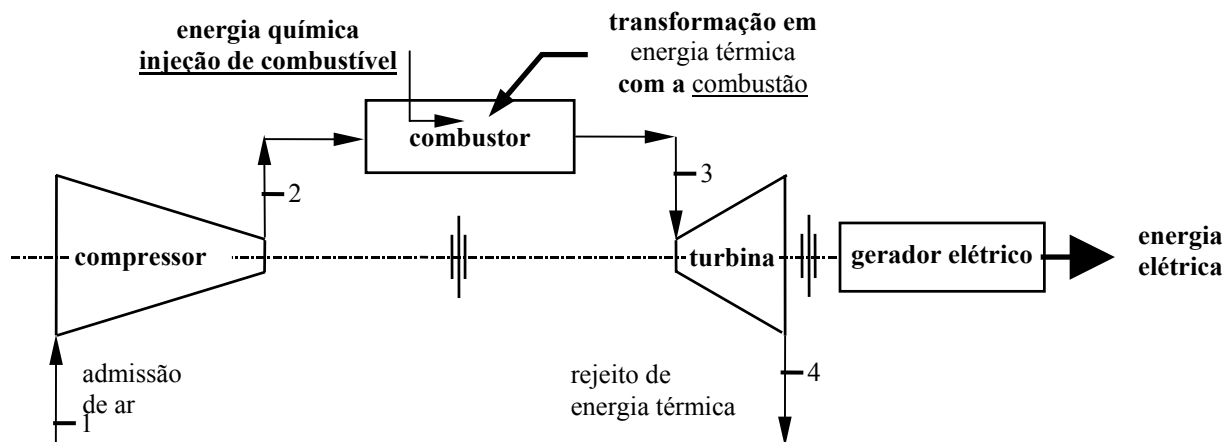 energia química
injeção de combustível
transformação em
energia térmica
com a combustão
combustor
2
3
compressor
turbina
gerador elétrico
energia
elétrica
admissão
de ar
1
rejeito de
energia térmica
4